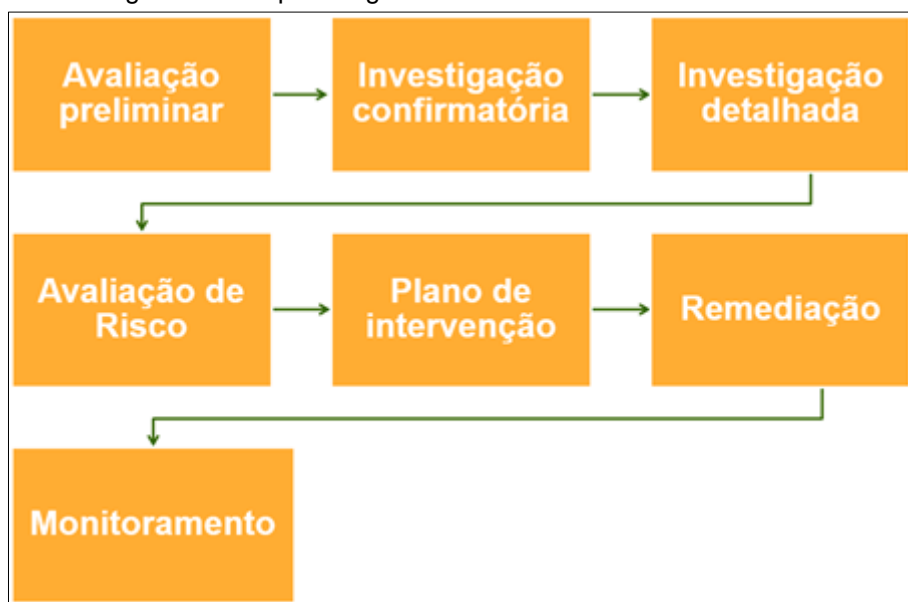 Avaliação
preliminar
Investigação
confirmatória
Investigação
detalhada
Avaliação de
Risco
Plano de
intervenção
Remediação
Monitoramento